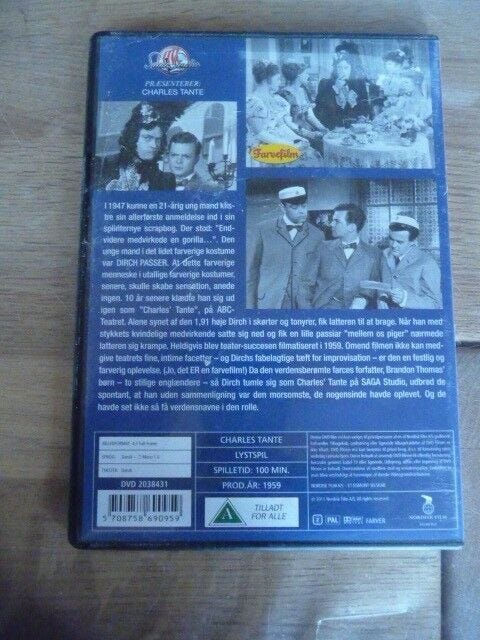 PRÆSENTERER:
CHARLES TANTE
Farvefilm
I 1947 kunne en 21-årig ung mand klis-
tre sin allerførste anmeldelse ind i sin
splinternye scrapbog. Der stod: "End-
videre medvirkede en gorilla...". Den
unge mand i det lidet farverige kostume
var DIRCH PASSER. At dette farverige
menneske i utallige farverige kostumer,
senere, skulle skabe sensation, anede
ingen. 10 år senere klædte han sig ud
igen som "Charles' Tante", på ABC-
Teatret. Alene synet af den 1,91 høje Dirch i skørter og tonyrer, fik latteren til at brage. Når han med
stykkets kvindelige medvirkende satte sig ned og fik en lille passiar "mellem os piger" nærmede
latteren sig krampe. Heldigvis blev teater-succesen filmatiseret i 1959. Omend filmen ikke kan med-
give teatrets fine, intime facetter – og Dirchs fabelagtige tæft for improvisation – er den en festlig og
farverig oplevelse. (Jo, det ER en farvefilm!) Da den verdensberømte farces forfatter, Brandon Thomas'
børn – to stilige englændere – så Dirch tumle sig som Charles' Tante på SAGA Studio, udbrød de
spontant, at han uden sammenligning var den morsomste, de nogensinde havde oplevet. Og de
havde set ikke så få verdensnavne i den rolle.
CHARLES TANTE
LYSTSPIL
SPILLETID: 100 MIN.
PROD.ÅR: 1959
DVD 2038431
5 708758 690959
A
TILLADT
FOR ALLE
2
PAL
FARVER
NORDISK FILM